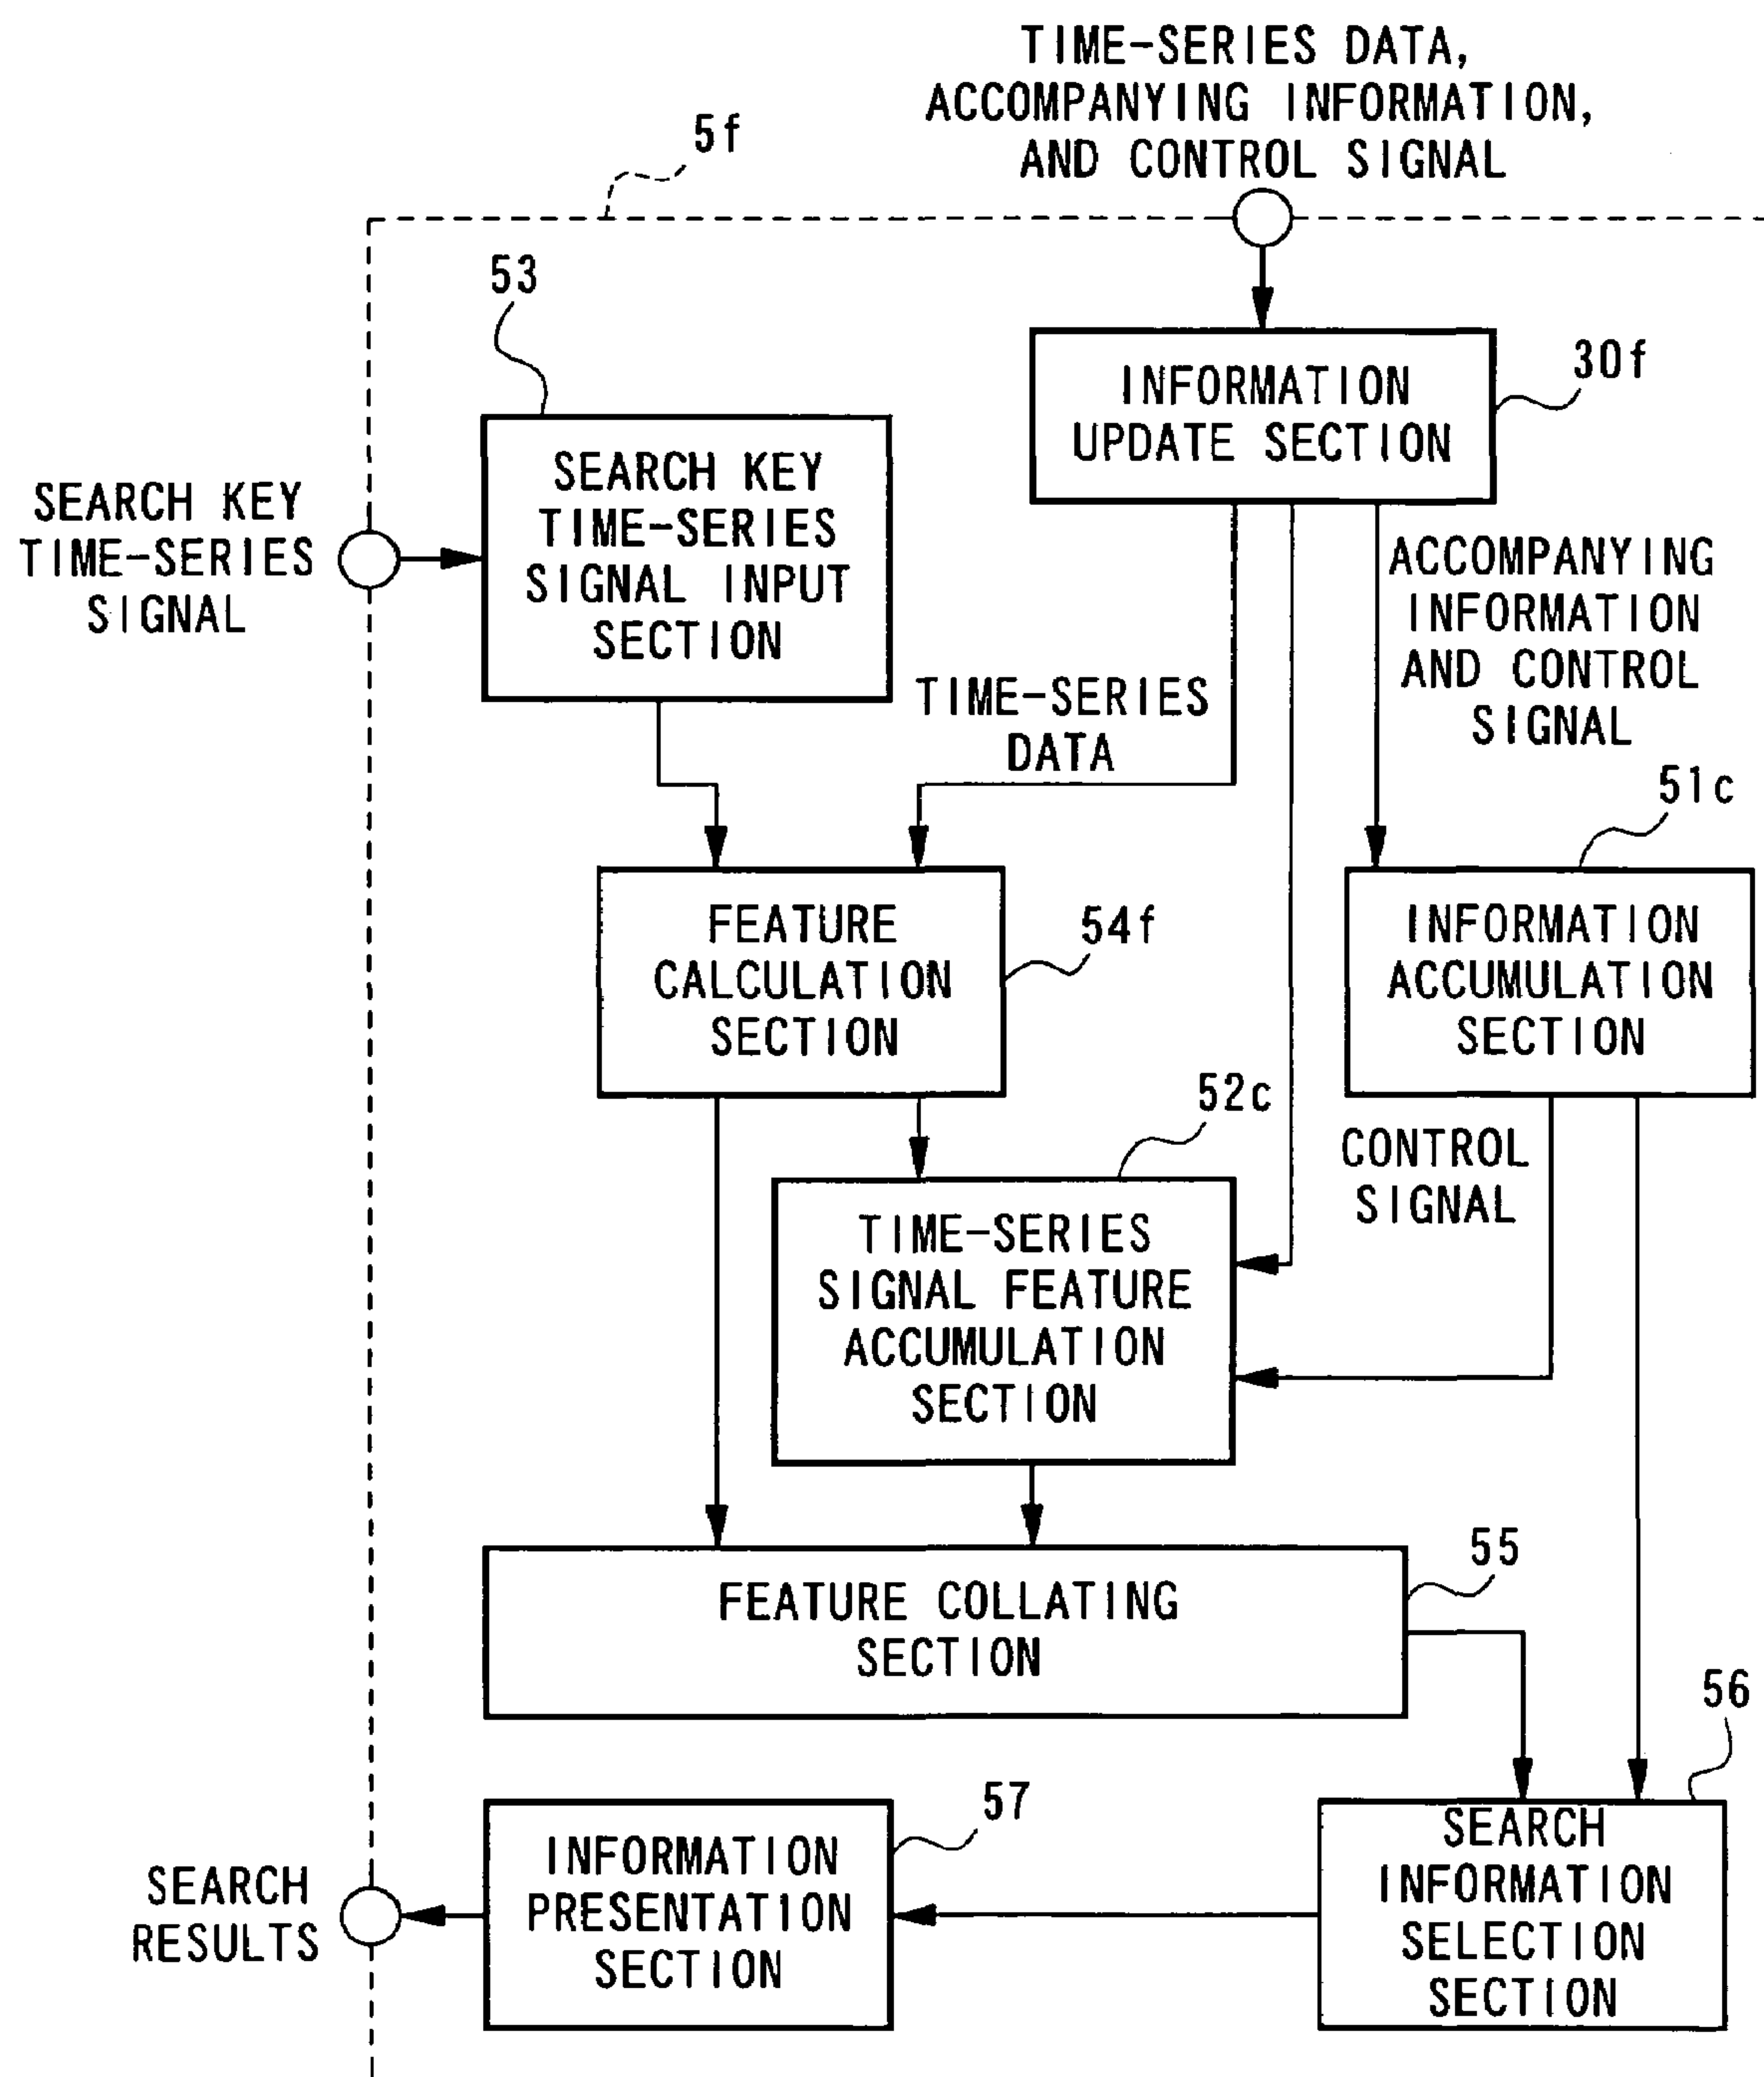 TIME-SERIES DATA,
ACCOMPANYING INFORMATION,
AND CONTROL SIGNAL
5f
53
30f
INFORMATION
UPDATE SECTION
SEARCH KEY
TIME-SERIES
SIGNAL
SEARCH KEY
TIME-SERIES
SIGNAL INPUT
SECTION
ACCOMPANYING
INFORMATION
AND CONTROL
SIGNAL
TIME-SERIES
DATA
51c
FEATURE
CALCULATION
SECTION
54f
INFORMATION
ACCUMULATION
SECTION
52c
CONTROL
SIGNAL
TIME-SERIES
SIGNAL FEATURE
ACCUMULATION
SECTION
55
FEATURE COLLATING
SECTION
56
57
SEARCH
RESULTS
INFORMATION
PRESENTATION
SECTION
SEARCH
INFORMATION
SELECTION
SECTION